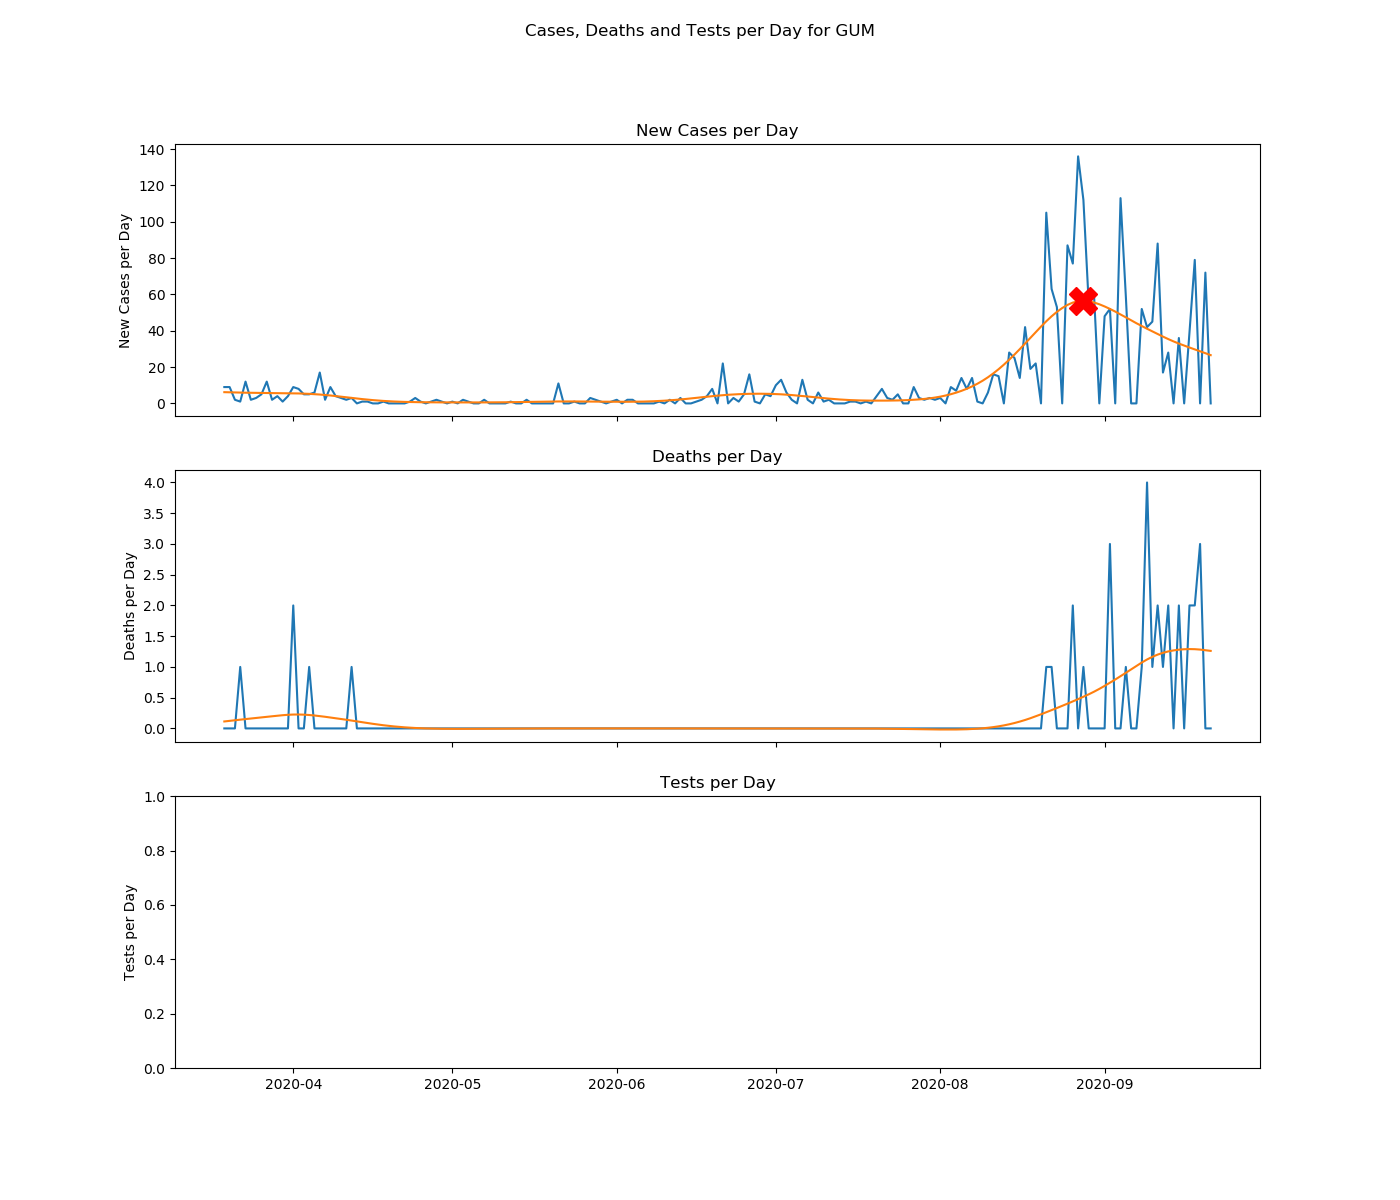 Cases, Deaths and Tests per Day for GUM
New Cases per Day
New Cases per Day
140
120
100
80
60
40
20
0
Deaths per Day
Deaths per Day
4.0
3.5
3.0
2.5
2.0
1.5
1.0
0.5
0.0
Tests per Day
Tests per Day
1.0
0.8
0.6
0.4
0.2
0.0
2020-04 2020-05 2020-06 2020-07 2020-08 2020-09